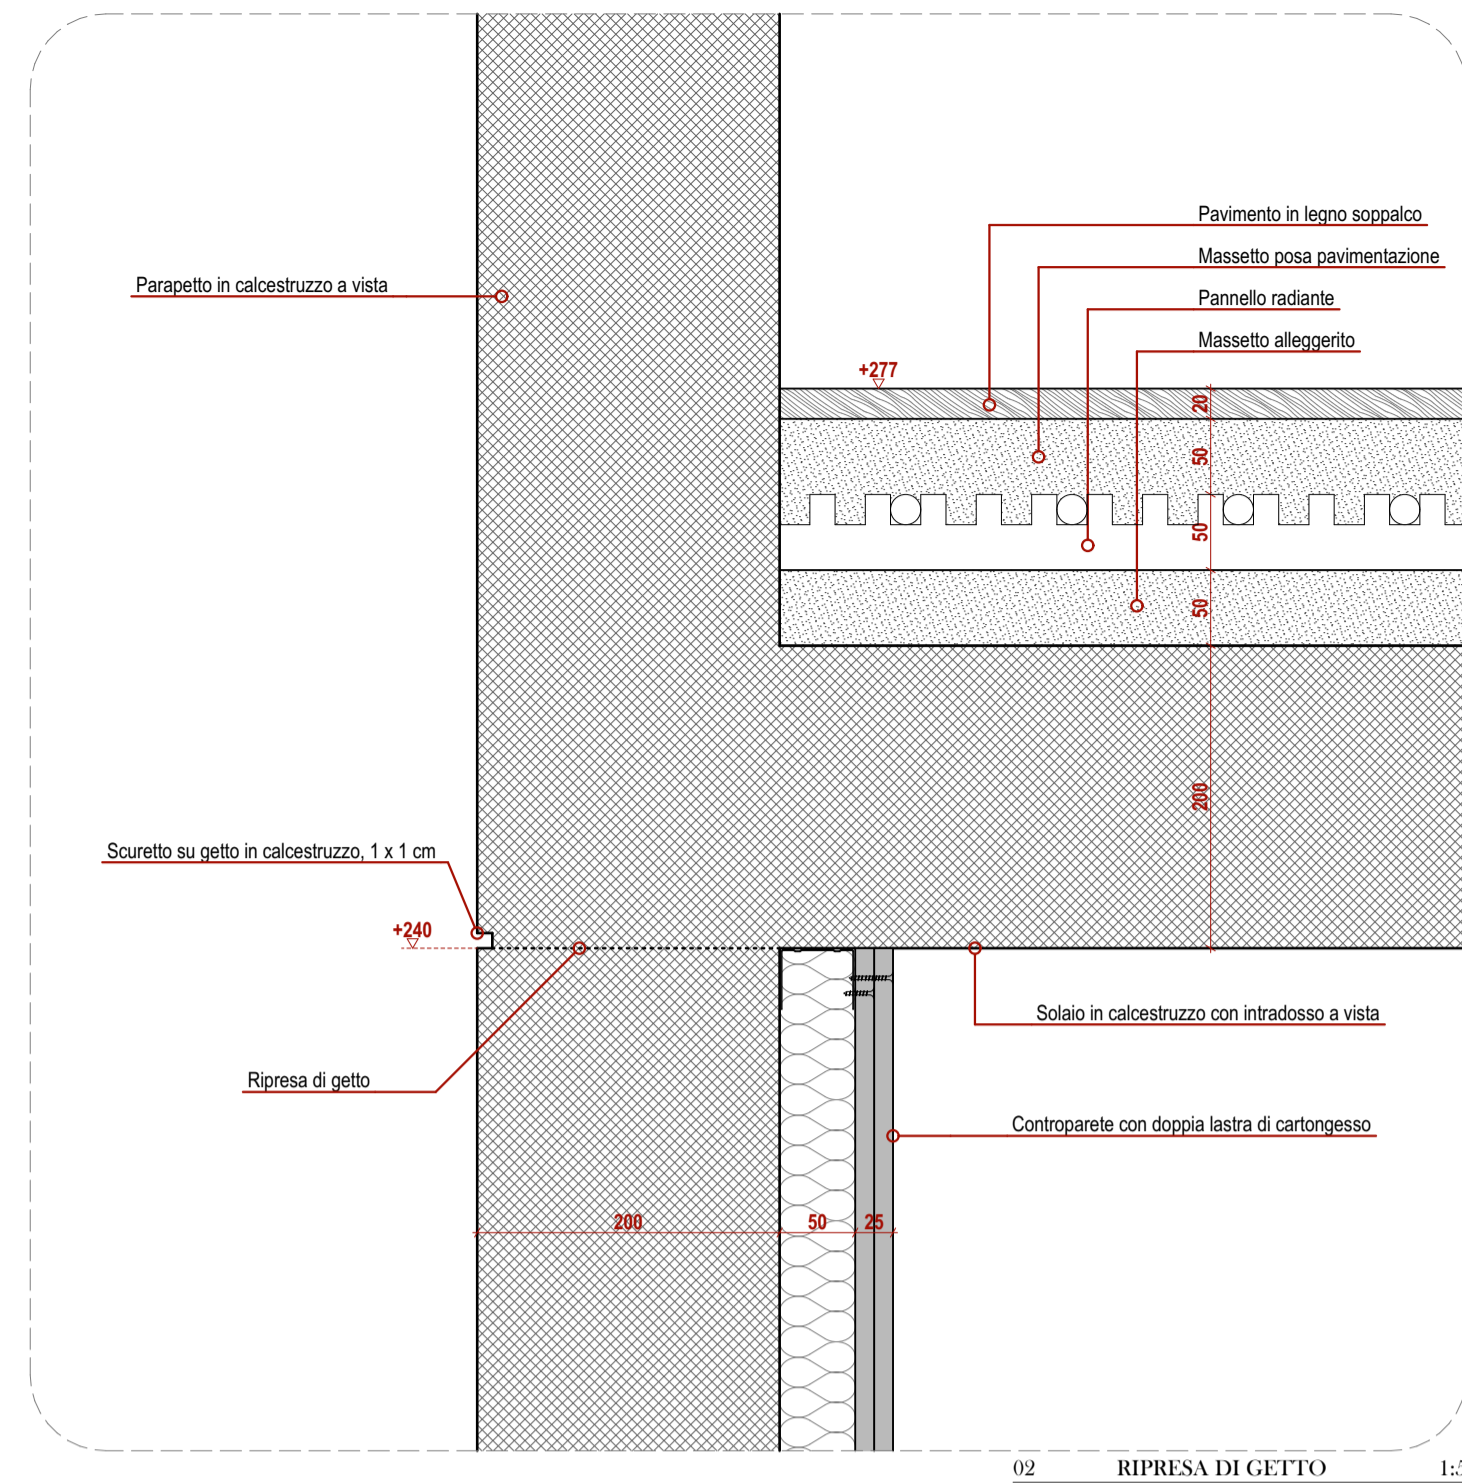 Pavimento in legno soppalco
Massetto posa pavimentazione
Parapetto in calcestruzzo a vista
Pannello radiante
Massetto alleggerito
+277
20
50
50
50
200
Scuretto su getto in calcestruzzo, 1 x 1 cm
+240
Solaio in calcestruzzo con intradosso a vista
Ripresa di getto
Controparete con doppia lastra di cartongesso
200 50 25
02 RIPRESA DI GETTO 1:5